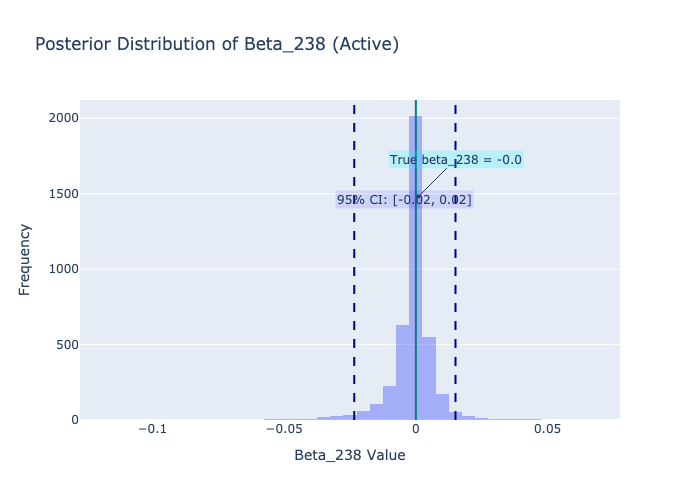 Posterior Distribution of Beta_238 (Active)
2000
1500
1000
500
0
Frequency
True beta_238 = -0.0
95% CI: [-0.02, 0.02]
−0.1
−0.05
0
0.05
Beta_238 Value